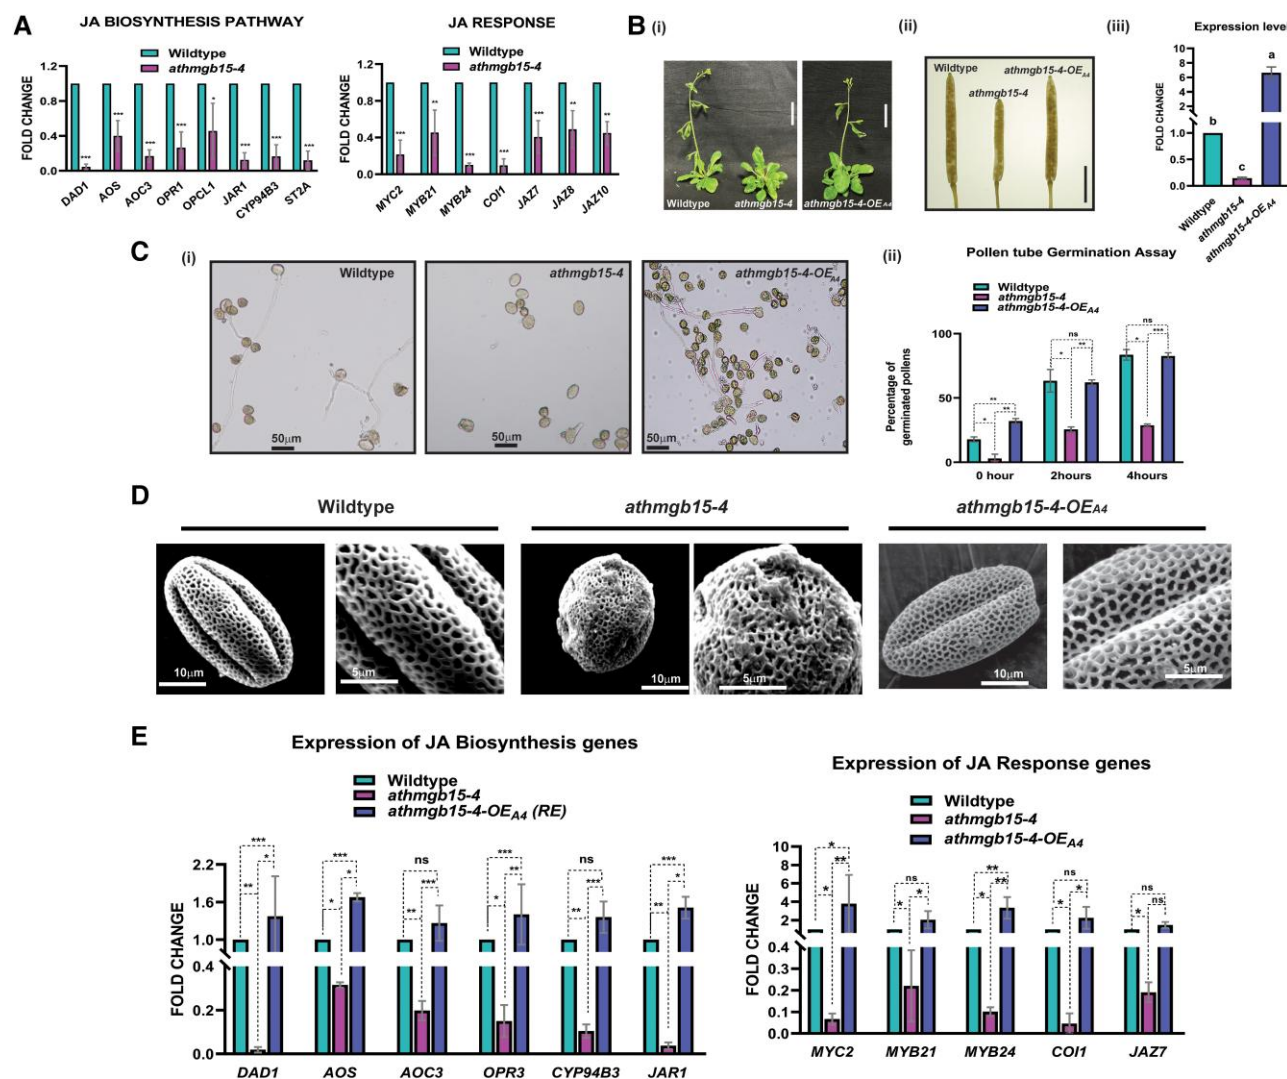 A
JA BIOSYNTHESIS PATHWAY
Wildtype
athmgb15-4
FOLD CHANGE
1.2
0.8
0.4
0.0
***
***
***
***
*
***
***
***
DAD1
AOS
AOC3
OPR1
OPCL1
JAR1
CYP94B3
ST2A
JA RESPONSE
Wildtype
athmgb15-4
FOLD CHANGE
1.2
0.8
0.4
0.0
***
**
***
***
***
**
**
MYC2
MYB21
MYB24
COI1
JAZ7
JAZ8
JAZ10
B
(i)
Wildtype
athmgb15-4
athmgb15-4-OEA4
(ii)
Wildtype
athmgb15-4
athmgb15-4-OEA4
(iii)
Expression level
FOLD CHANGE
10
8
6
4
2
1.0
0.5
0.0
b
c
a
Wildtype
athmgb15-4
athmgb15-4-OEA4
C
(i)
Wildtype
50µm
athmgb15-4
50µm
athmgb15-4-OEA4
50µm
(ii)
Pollen tube Germination Assay
Wildtype
athmgb15-4
athmgb15-4-OEA4
Percentage of
germinated pollens
100
50
0
**
* **
ns
* **
ns
* ***
0 hour
2hours
4hours
D
Wildtype
athmgb15-4
athmgb15-4-OEA4
10µm
5µm
10µm
5µm
10µm
5µm
E
Expression of JA Biosynthesis genes
Wildtype
athmgb15-4
athmgb15-4-OEA4 (RE)
FOLD CHANGE
2.2
1.6
1.0
0.4
0.2
0.0
***
** *
***
* *
ns
** ***
***
* **
ns
** ***
***
** *
DAD1
AOS
AOC3
OPR3
CYP94B3
JAR1
Expression of JA Response genes
Wildtype
athmgb15-4
athmgb15-4-OEA4
FOLD CHANGE
10
8
6
4
2
0.4
0.3
0.2
0.1
0.0
*
* **
ns
* *
**
* **
ns
* *
ns
* ns
MYC2
MYB21
MYB24
COI1
JAZ7